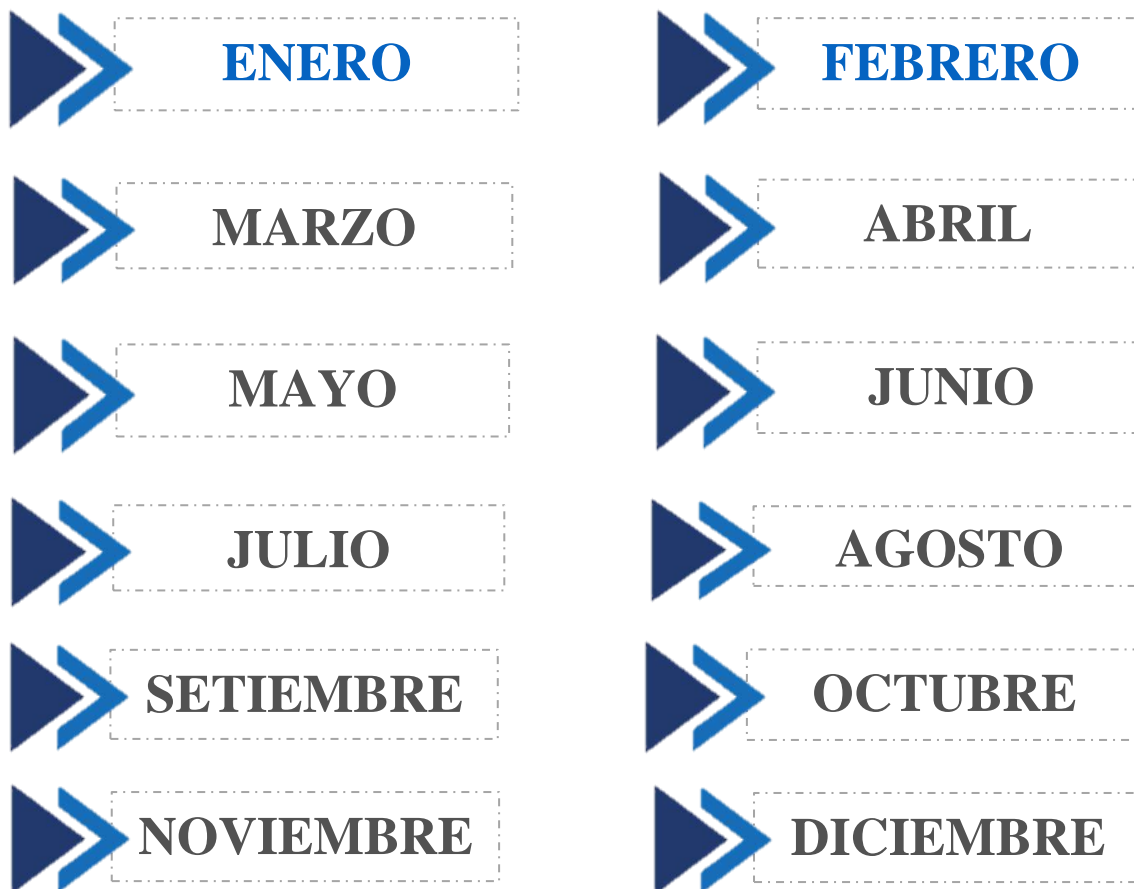 ENERO
FEBRERO
MARZO
ABRIL
MAYO
JUNIO
JULIO
AGOSTO
SETIEMBRE
OCTUBRE
NOVIEMBRE
DICIEMBRE